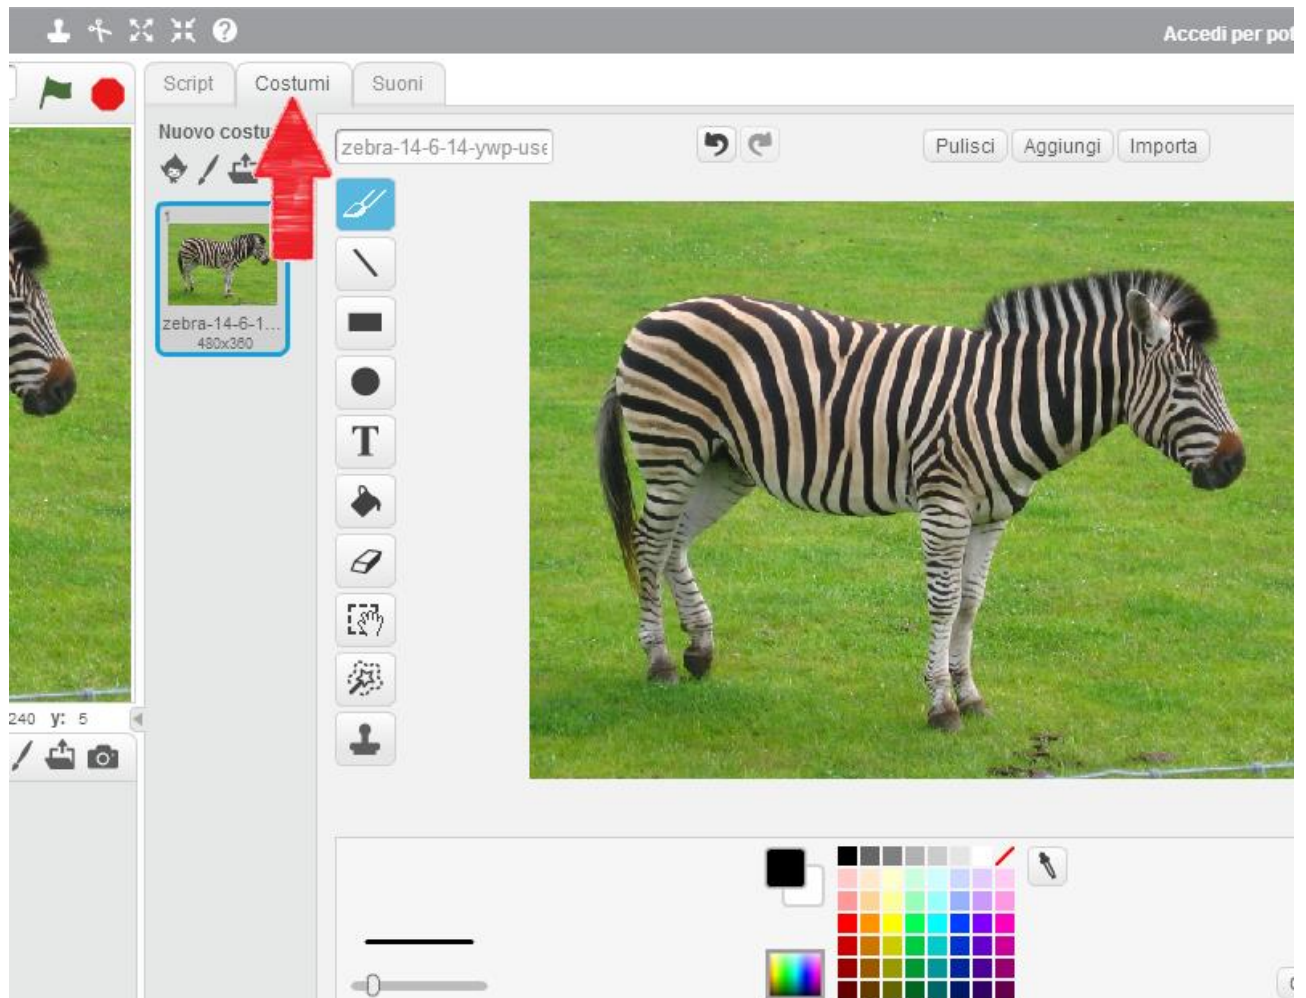 Accedi per pot
Script Costumi Suoni
Nuovo costu
zebra-14-6-14-ywp-use
Pulisci Aggiungi Importa
1
zebra-14-6-1...
480x360
T
240 y: 5